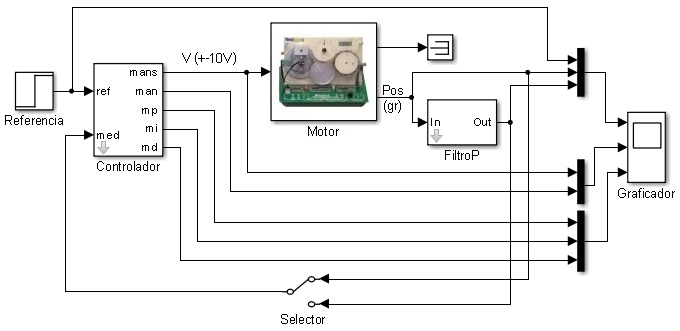 V (+-10V)
mans
man
mp
mi
md
ref
med
Referencia
Controlador
Motor
Pos
(gr)
In
Out
FiltroP
Graficador
Selector